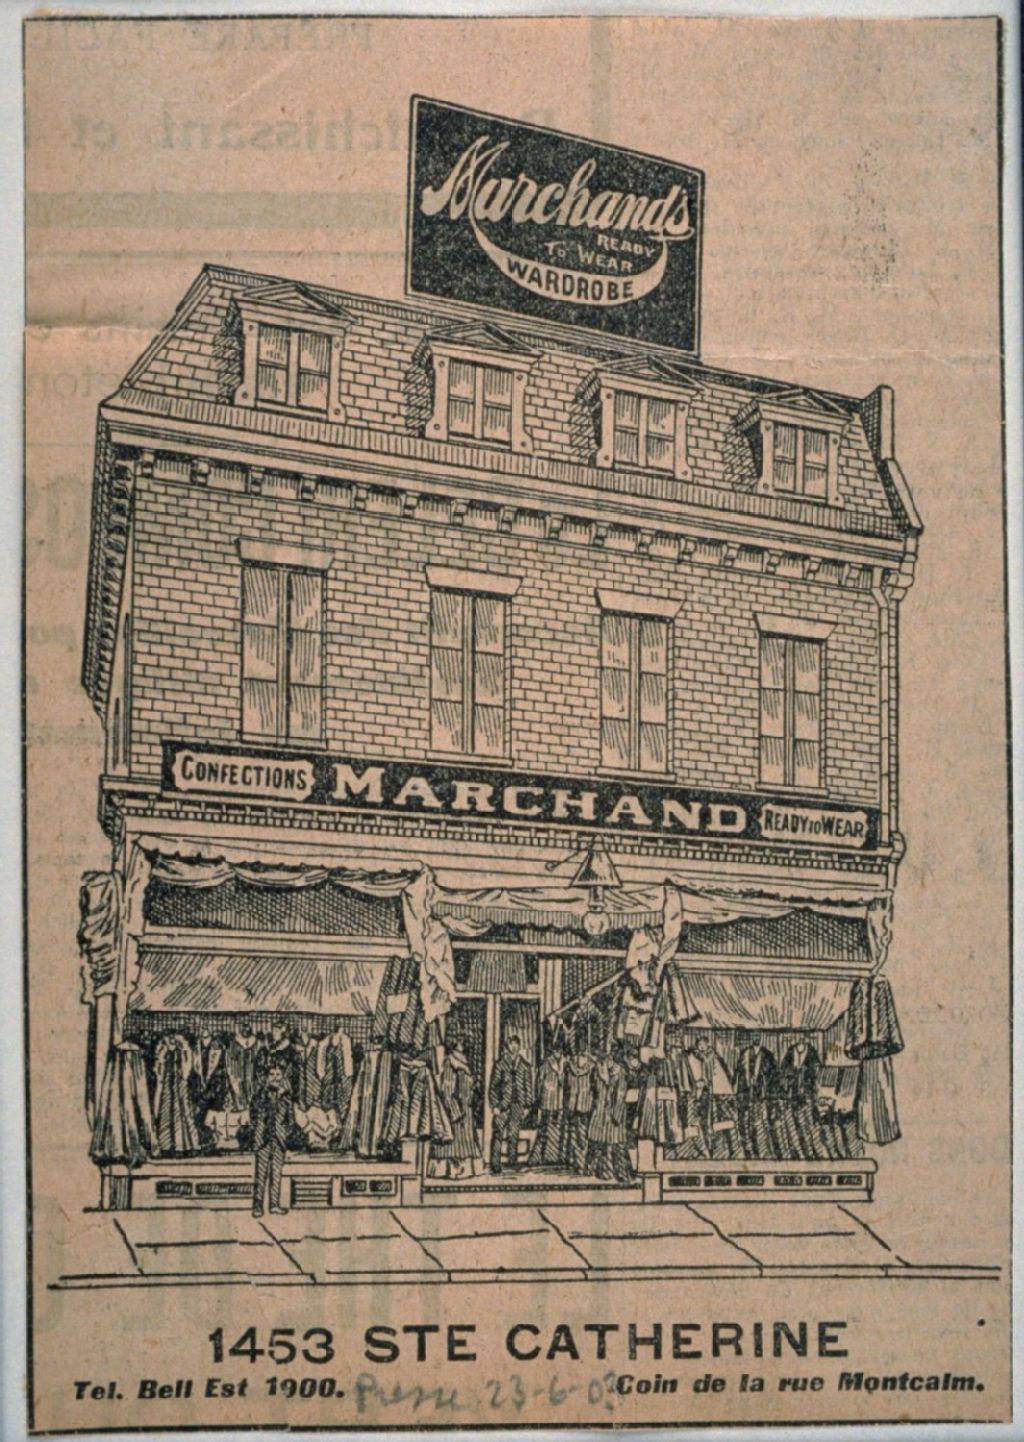 Marchands
READY
TO WEAR
WARDROBE
CONFECTIONS MARCHAND READY TO WEAR
1453 STE CATHERINE
Tel. Bell Est 1900. Presse 23-6-0 Coin de la rue Montcalm.